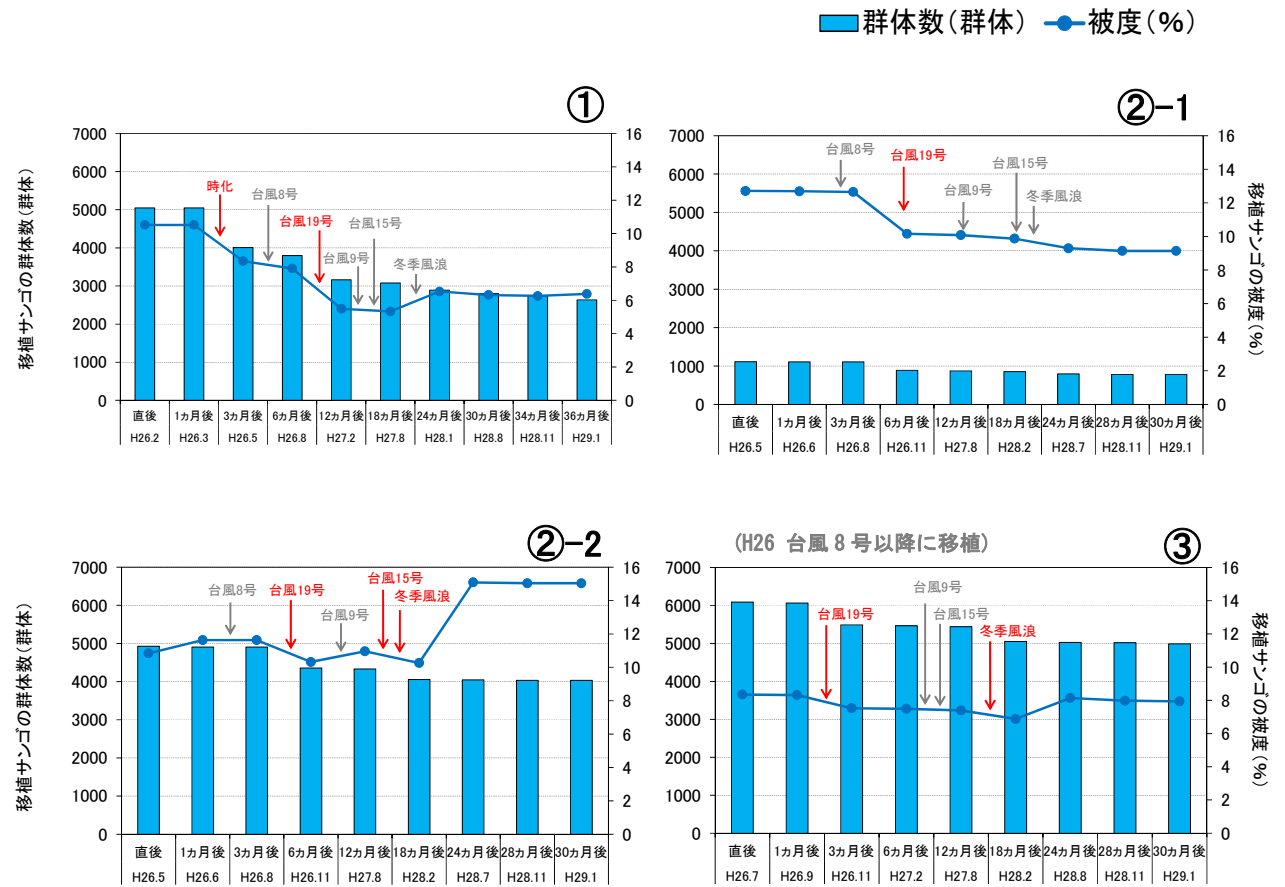 群体数(群体) 被度(%)
①
移植サンゴの群体数(群体)
7000
6000
5000
4000
3000
2000
1000
0
時化
台風8号
台風19号
台風9号
台風15号
冬季風浪
16
14
12
10
8
6
4
2
0
直後 1ヵ月後 3ヵ月後 6ヵ月後 12ヵ月後 18ヵ月後 24ヵ月後 30ヵ月後 34ヵ月後 36ヵ月後
H26.2 H26.3 H26.5 H26.8 H27.2 H27.8 H28.1 H28.8 H28.11 H29.1
②-1
7000
6000
5000
4000
3000
2000
1000
0
台風8号
台風19号
台風9号
台風15号
冬季風浪
16
14
12
10
8
6
4
2
0
移植サンゴの被度(%)
直後 1ヵ月後 3ヵ月後 6ヵ月後 12ヵ月後 18ヵ月後 24ヵ月後 28ヵ月後 30ヵ月後
H26.5 H26.6 H26.8 H26.11 H27.8 H28.2 H28.7 H28.11 H29.1
②-2
移植サンゴの群体数(群体)
7000
6000
5000
4000
3000
2000
1000
0
台風8号
台風19号
台風9号
台風15号
冬季風浪
16
14
12
10
8
6
4
2
0
直後 1ヵ月後 3ヵ月後 6ヵ月後 12ヵ月後 18ヵ月後 24ヵ月後 28ヵ月後 30ヵ月後
H26.5 H26.6 H26.8 H26.11 H27.8 H28.2 H28.7 H28.11 H29.1
(H26 台風8号以降に移植)
③
7000
6000
5000
4000
3000
2000
1000
0
台風19号
台風9号
台風15号
冬季風浪
16
14
12
10
8
6
4
2
0
移植サンゴの被度(%)
直後 1ヵ月後 3ヵ月後 6ヵ月後 12ヵ月後 18ヵ月後 24ヵ月後 28ヵ月後 30ヵ月後
H26.7 H26.9 H26.11 H27.2 H27.8 H28.2 H28.8 H28.11 H29.1